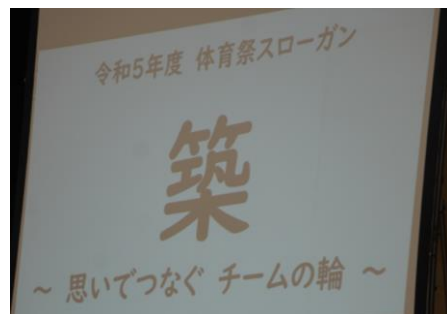 令和5年度 体育祭スローガン
築
～ 思いでつなぐ チームの輪 ～